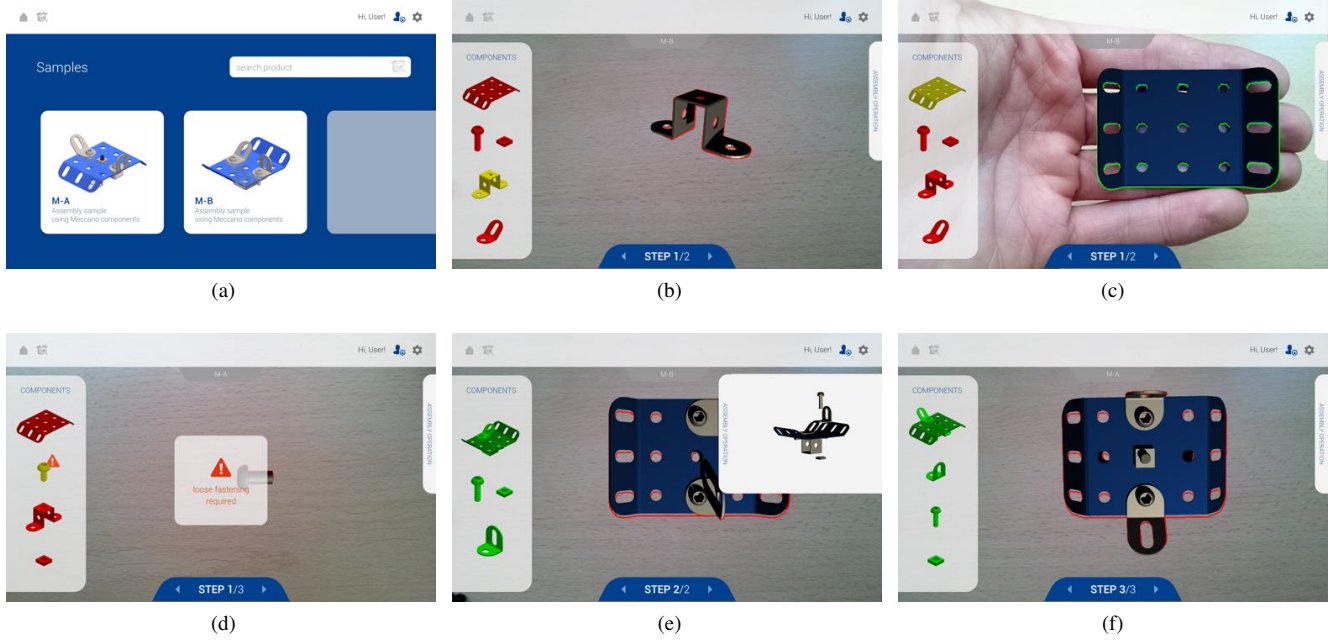 Hi, User!
Samples
search product
M-A
Assembly sample
using Meccano components
M-B
Assembly sample
using Meccano components
(a)
Hi, User!
M-B
COMPONENTS
ASSEMBLY OPERATION
STEP 1/2
(b)
Hi, User!
M-B
COMPONENTS
ASSEMBLY OPERATION
STEP 1/2
(c)
Hi, User!
M-A
COMPONENTS
ASSEMBLY OPERATION
loose fastening
required
STEP 1/3
(d)
Hi, User!
M-B
COMPONENTS
ASSEMBLY OPERATION
STEP 2/2
(e)
Hi, User!
M-A
COMPONENTS
ASSEMBLY OPERATION
STEP 3/3
(f)